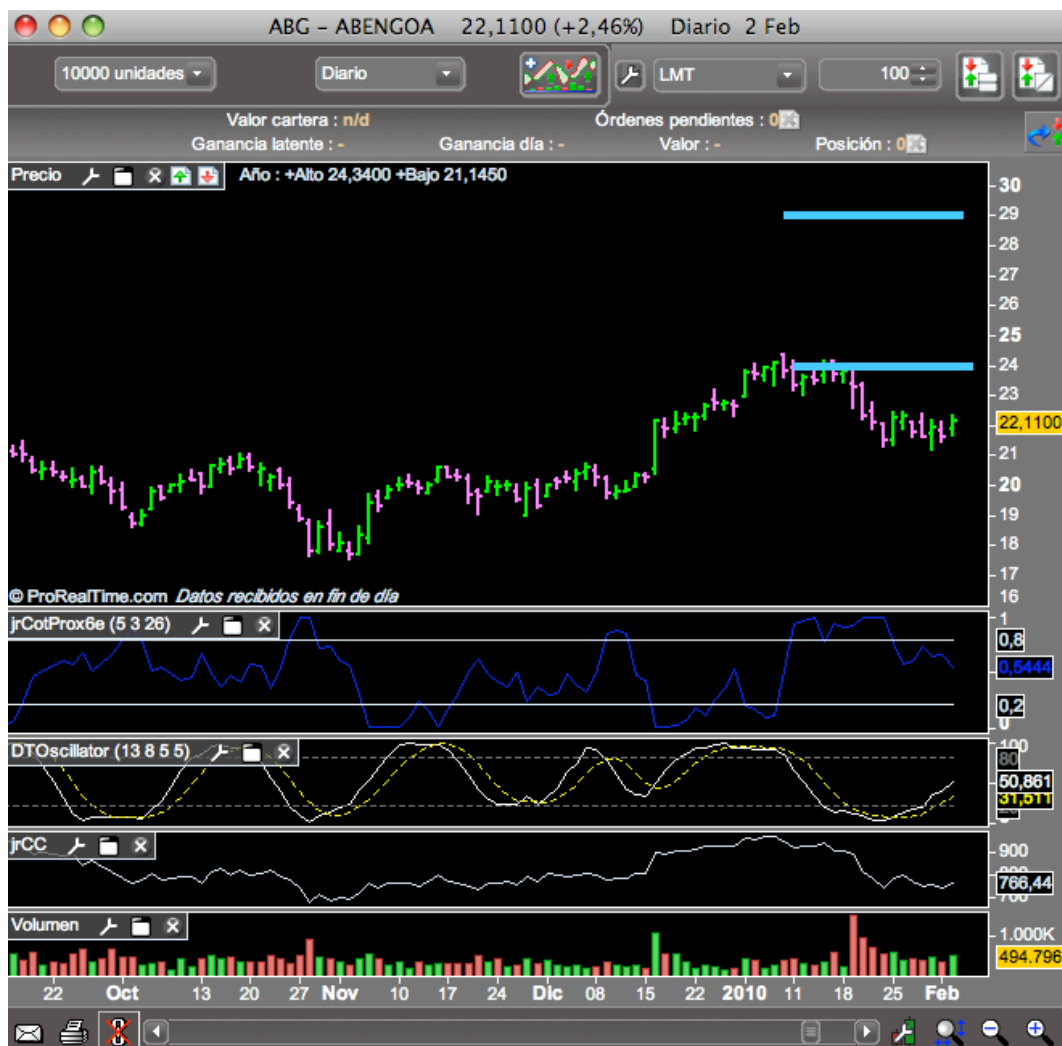 ABG – ABENGOA 22,1100 (+2,46%) Diario 2 Feb
10000 unidades Diario LMT 100
Valor cartera : n/d Órdenes pendientes : 0
Ganancia latente : - Ganancia día : - Valor : - Posición : 0
Precio Año : +Alto 24,3400 +Bajo 21,1450
30
29
28
27
26
25
24
23
22,1100
21
20
19
18
17
16
© ProRealTime.com Datos recibidos en fin de día
jrCotProx6e (5 3 26)
1
0,8
0,5444
0,2
0
DTOscillator (13 8 5 5)
100
80
50,861
31,511
jrCC
900
766,44
700
Volumen
1.000K
494.796
22 Oct 13 20 27 Nov 10 17 24 Dic 08 15 22 2010 11 18 25 Feb